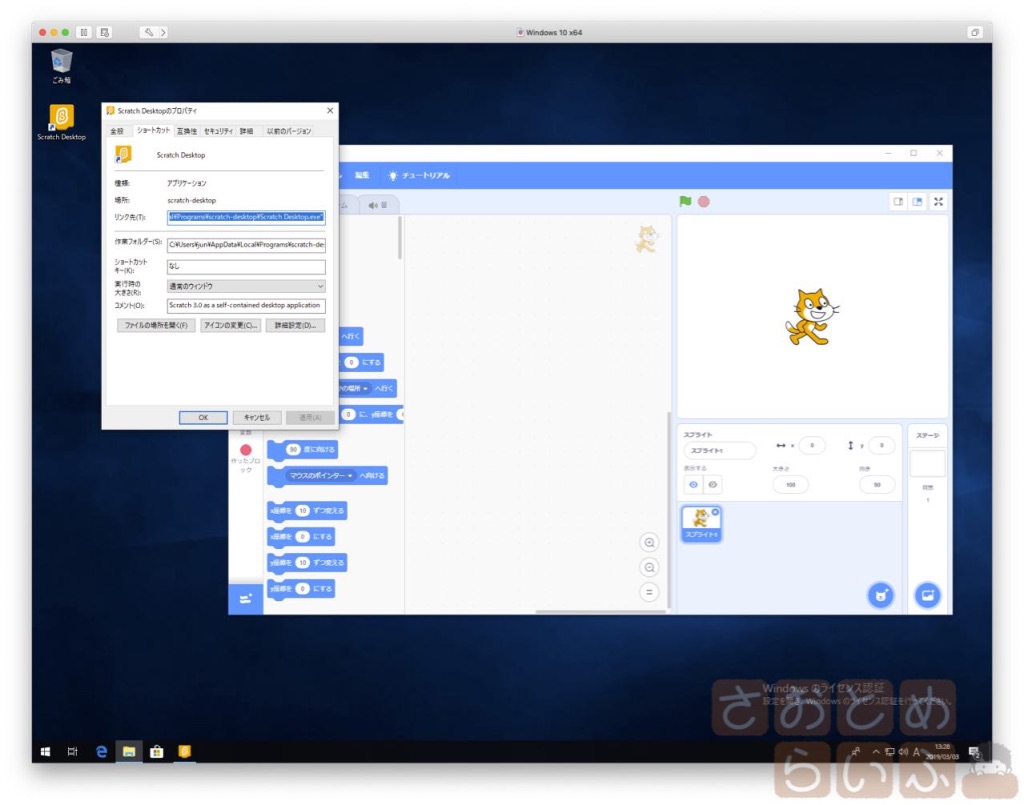 Windows 10 x64
ごみ箱
Scratch Desktop
Scratch Desktopのプロパティ
全般 ショートカット 互換性 セキュリティ 詳細 以前のバージョン
Scratch Desktop
種類: アプリケーション
場所: scratch-desktop
リンク先(T): al¥Programs¥scratch-desktop¥Scratch Desktop.exe"
作業フォルダー(S): C:¥Users¥jun¥AppData¥Local¥Programs¥scratch-des
ショートカット
キー(K): なし
実行時の
大きさ(R): 通常のウィンドウ
コメント(O): Scratch 3.0 as a self-contained desktop application
ファイルの場所を開く(F) アイコンの変更(C)... 詳細設定(D)...
OK キャンセル 適用(A)
編集 チュートリアル
音
へ行く
0 にする
の場所 へ行く
に、y座標を
変数
作ったブロ
ック
90 度に向ける
マウスのポインター へ向ける
x座標を 10 ずつ変える
x座標を 0 にする
y座標を 10 ずつ変える
y座標を 0 にする
スプライト
スプライト1
x 0 y 0
表示する 大きさ 向き
100 90
スプライト1
ステージ
背景
1
Windows のライセンス認証
設定を開き、Windows のライセンス認証を行ってください。
さおとめ
らいふ
A
13:28
2019/03/03